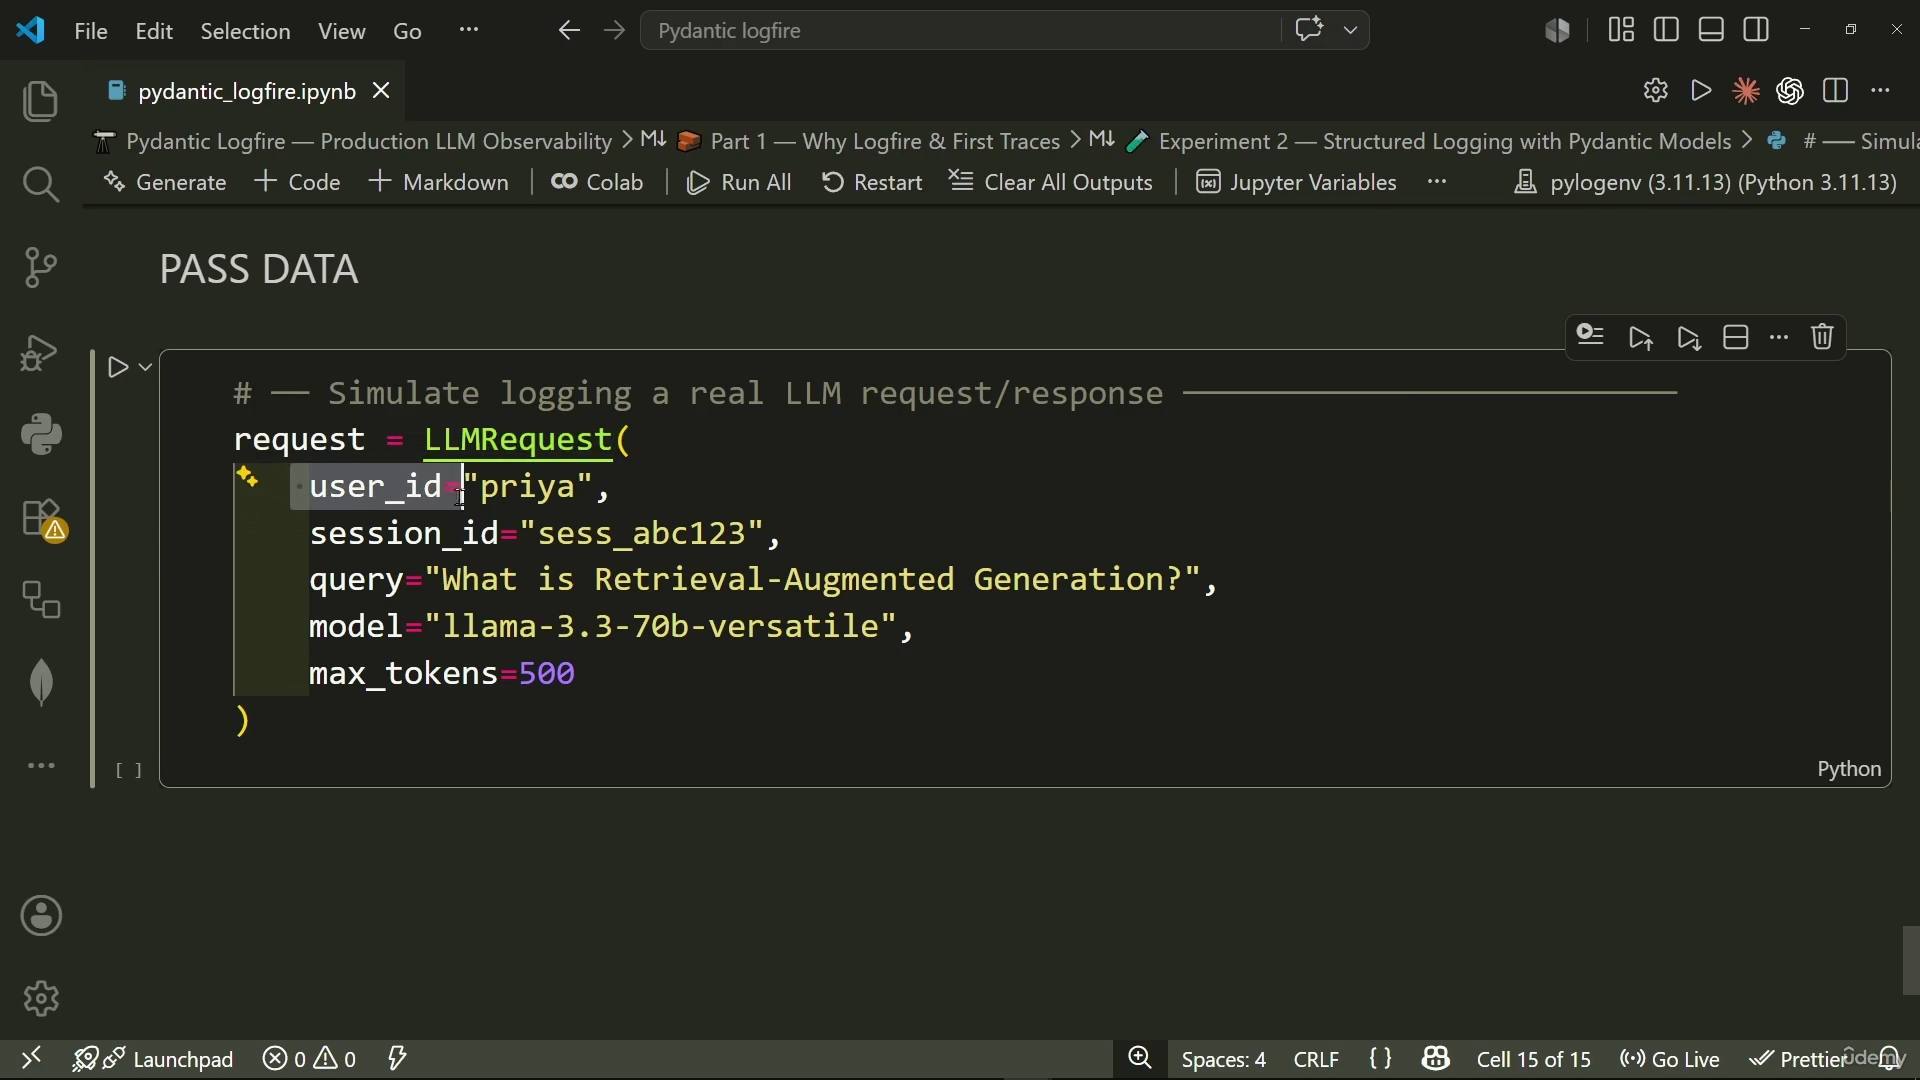 File Edit Selection View Go ··· Pydantic logfire
pydantic_logfire.ipynb
Pydantic Logfire — Production LLM Observability > M↓ Part 1 — Why Logfire & First Traces > M↓ Experiment 2 — Structured Logging with Pydantic Models > # — Simula
Generate + Code + Markdown Colab Run All Restart Clear All Outputs Jupyter Variables ··· pylogenv (3.11.13) (Python 3.11.13)
PASS DATA
# —— Simulate logging a real LLM request/response ——————————————————————————
request = LLMRequest(
user_id="priya",
session_id="sess_abc123",
query="What is Retrieval-Augmented Generation?",
model="llama-3.3-70b-versatile",
max_tokens=500
)
[ ] Python
Launchpad 0 0 Spaces: 4 CRLF {} Cell 15 of 15 Go Live Prettier ûdemy